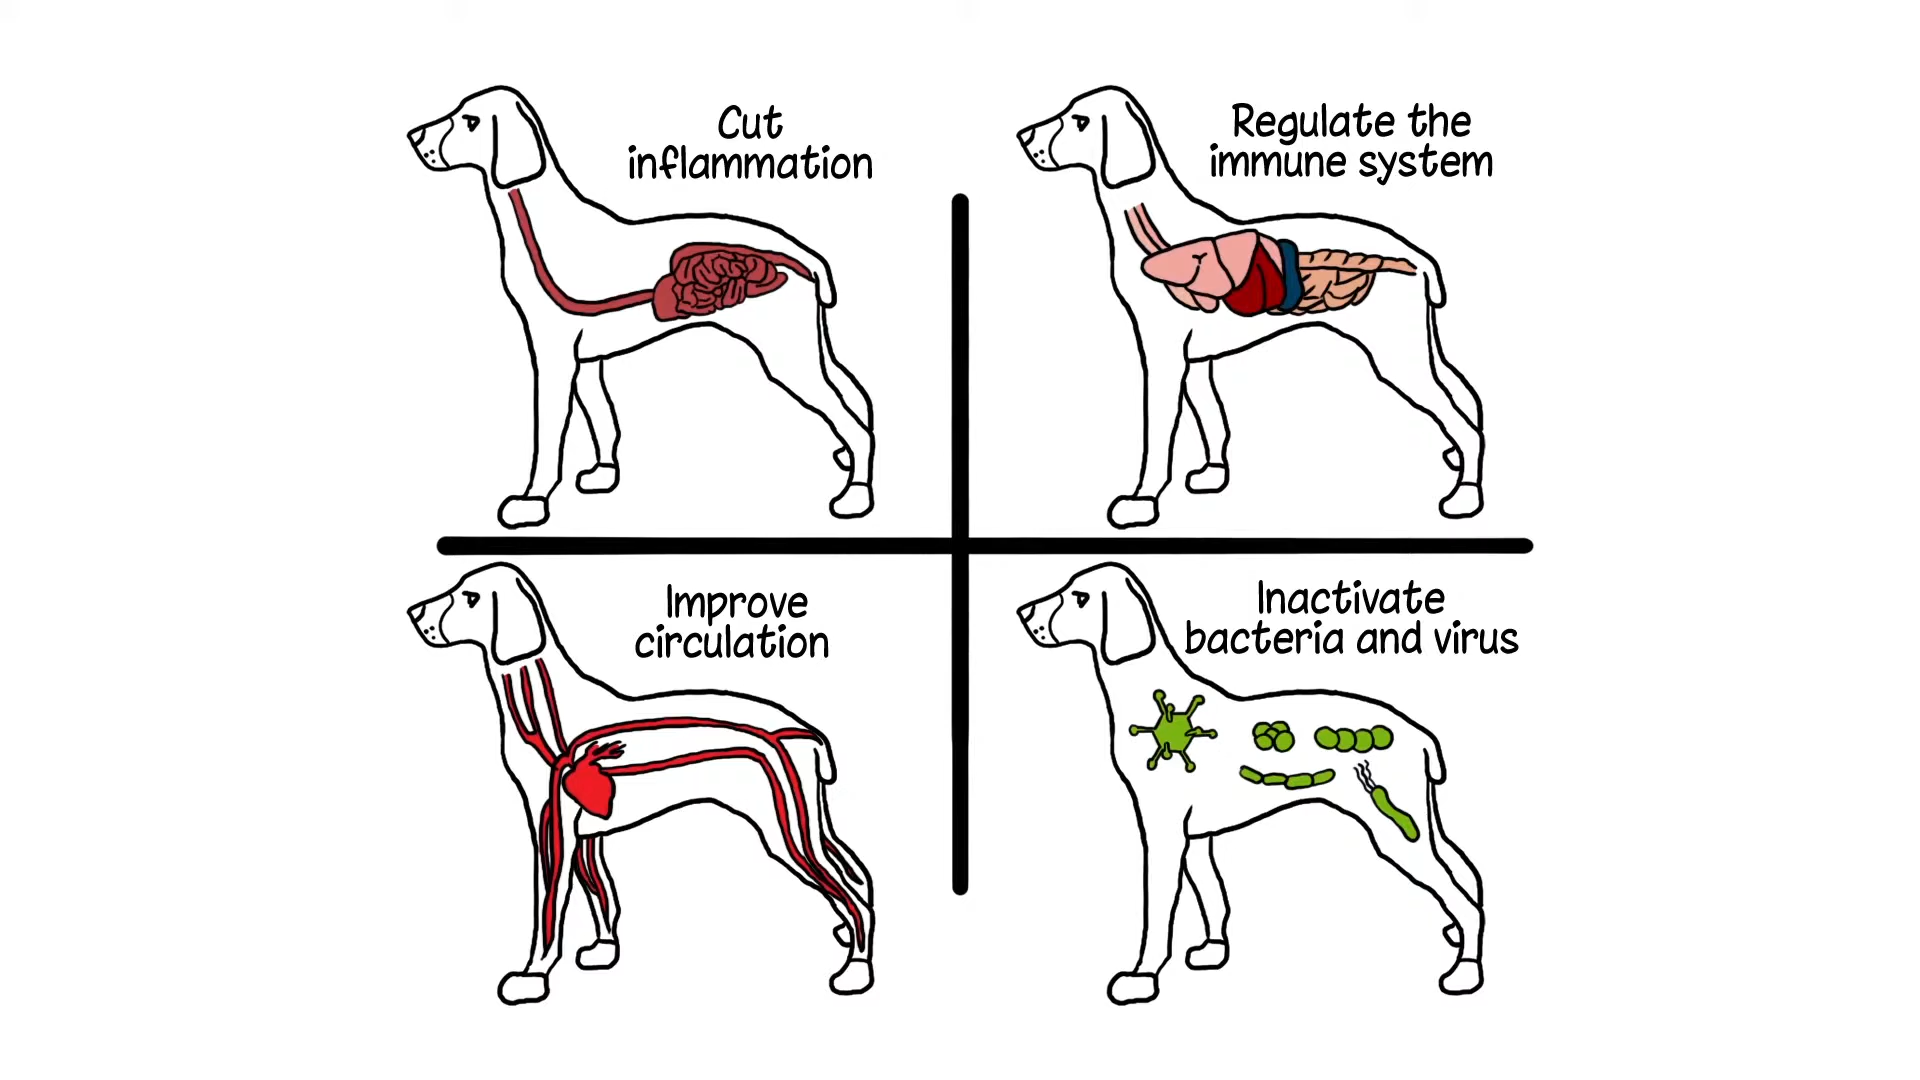 Cut
inflammation
Regulate the
immune system
Improve
circulation
Inactivate
bacteria and virus